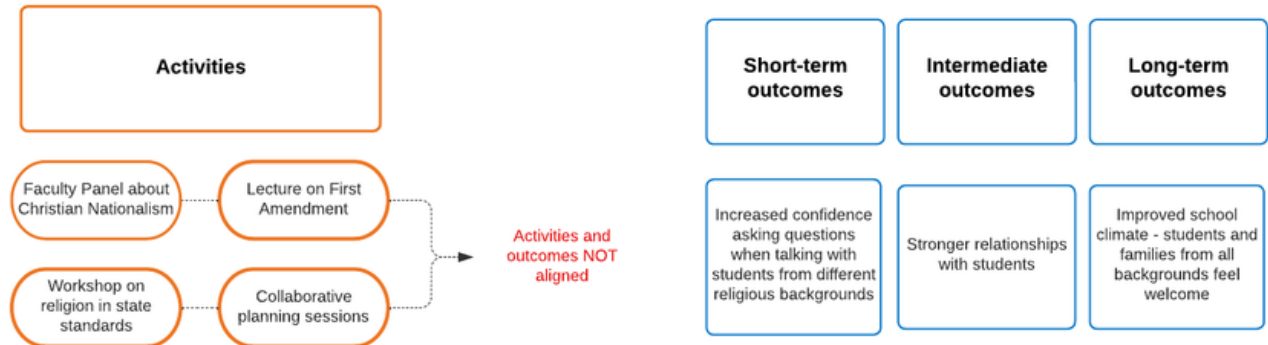 Activities
Short-term
outcomes
Intermediate
outcomes
Long-term
outcomes
Faculty Panel about
Christian Nationalism
Lecture on First
Amendment
Workshop on
religion in state
standards
Collaborative
planning sessions
Activities and
outcomes NOT
aligned
Increased confidence
asking questions
when talking with
students from different
religious backgrounds
Stronger relationships
with students
Improved school
climate - students and
families from all
backgrounds feel
welcome